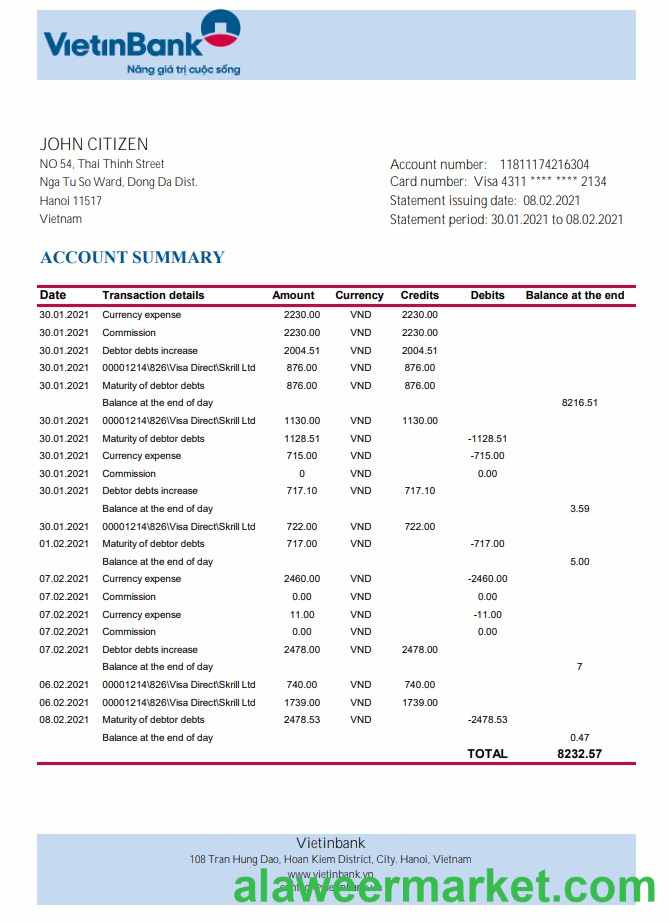 VietinBank
Nâng giá trị cuộc sống
JOHN CITIZEN
NO 54, Thai Thinh Street
Nga Tu So Ward, Dong Da Dist.
Hanoi 11517
Vietnam
Account number: 11811174216304
Card number: Visa 4311 **** **** 2134
Statement issuing date: 08.02.2021
Statement period: 30.01.2021 to 08.02.2021
ACCOUNT SUMMARY
Date Transaction details Amount Currency Credits Debits Balance at the end
30.01.2021 Currency expense 2230.00 VND 2230.00
30.01.2021 Commission 2230.00 VND 2230.00
30.01.2021 Debtor debts increase 2004.51 VND 2004.51
30.01.2021 00001214\826\Visa Direct\Skrill Ltd 876.00 VND 876.00
30.01.2021 Maturity of debtor debts 876.00 VND 876.00
Balance at the end of day 8216.51
30.01.2021 00001214\826\Visa Direct\Skrill Ltd 1130.00 VND 1130.00
30.01.2021 Maturity of debtor debts 1128.51 VND -1128.51
30.01.2021 Currency expense 715.00 VND -715.00
30.01.2021 Commission 0 VND 0.00
30.01.2021 Debtor debts increase 717.10 VND 717.10
Balance at the end of day 3.59
30.01.2021 00001214\826\Visa Direct\Skrill Ltd 722.00 VND 722.00
01.02.2021 Maturity of debtor debts 717.00 VND -717.00
Balance at the end of day 5.00
07.02.2021 Currency expense 2460.00 VND -2460.00
07.02.2021 Commission 0.00 VND 0.00
07.02.2021 Currency expense 11.00 VND -11.00
07.02.2021 Commission 0.00 VND 0.00
07.02.2021 Debtor debts increase 2478.00 VND 2478.00
Balance at the end of day 7
06.02.2021 00001214\826\Visa Direct\Skrill Ltd 740.00 VND 740.00
06.02.2021 00001214\826\Visa Direct\Skrill Ltd 1739.00 VND 1739.00
08.02.2021 Maturity of debtor debts 2478.53 VND -2478.53
Balance at the end of day 0.47
TOTAL 8232.57
Vietinbank
108 Tran Hung Dao, Hoan Kiem District, City. Hanoi, Vietnam
www.vietinbank.vn
alaweermarket.com